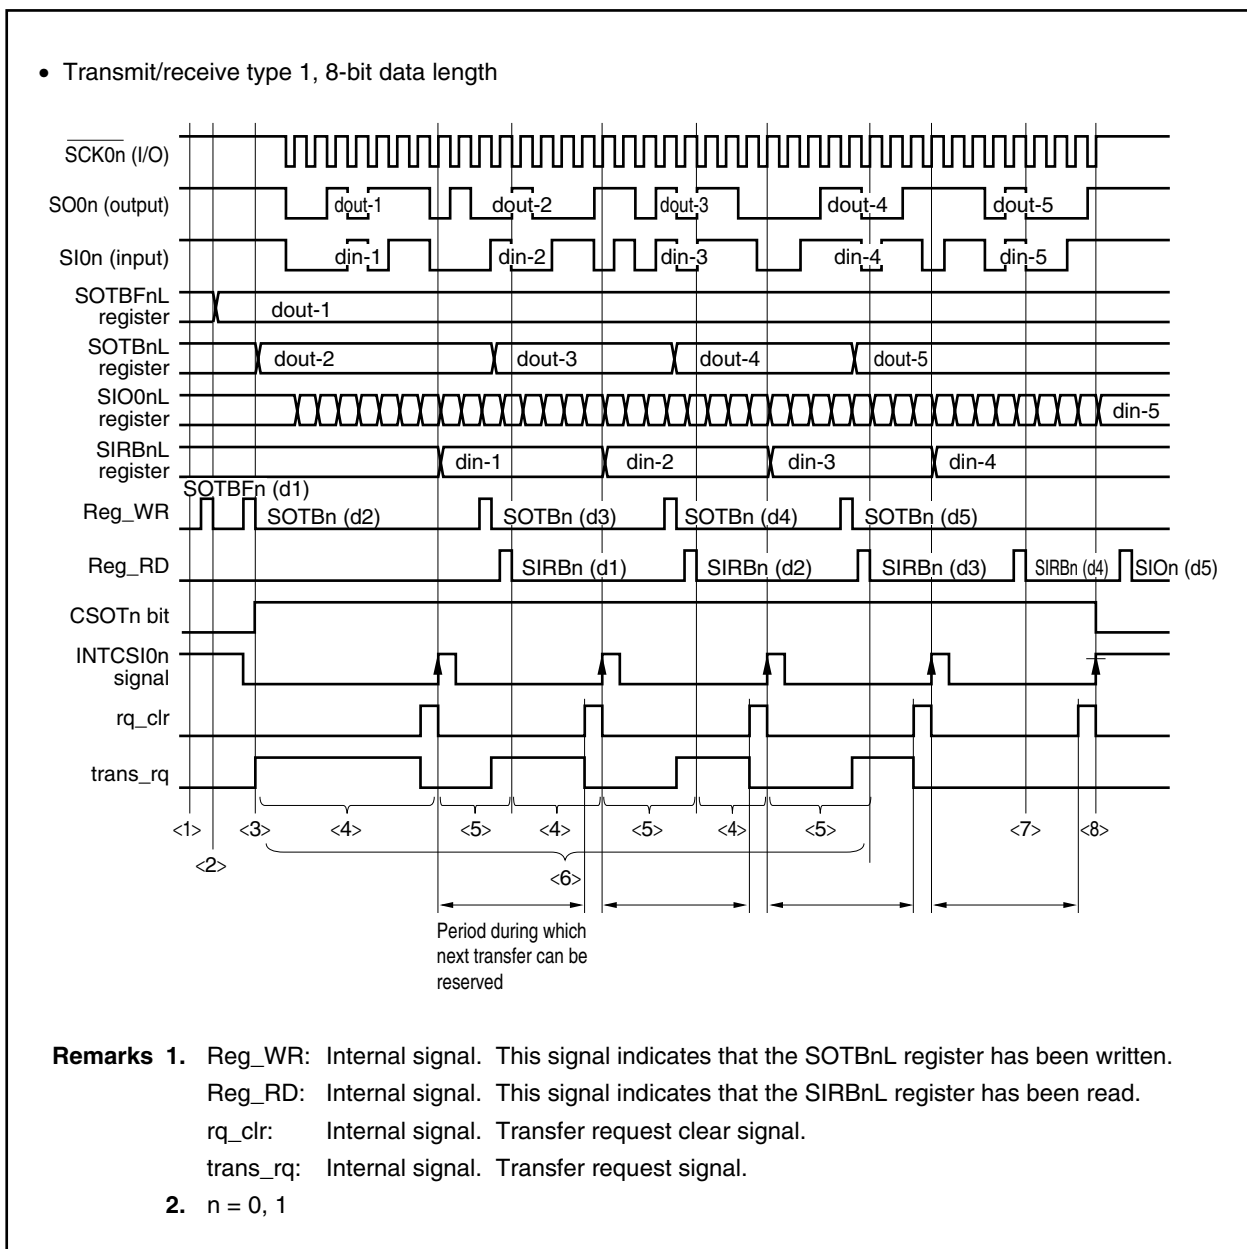 • Transmit/receive type 1, 8-bit data length
SCK0n (I/O)
SO0n (output) dout-1 dout-2 dout-3 dout-4 dout-5
SI0n (input) din-1 din-2 din-3 din-4 din-5
SOTBFnL
register dout-1
SOTBnL
register dout-2 dout-3 dout-4 dout-5
SIO0nL
register din-5
SIRBnL
register din-1 din-2 din-3 din-4
SOTBFn (d1)
Reg_WR SOTBn (d2) SOTBn (d3) SOTBn (d4) SOTBn (d5)
Reg_RD SIRBn (d1) SIRBn (d2) SIRBn (d3) SIRBn (d4) SIOn (d5)
CSOTn bit
INTCSI0n
signal
rq_clr
trans_rq
<1> <3> <4> <5> <4> <5> <4> <5> <7> <8>
<2>
<6>
Period during which
next transfer can be
reserved
Remarks 1. Reg_WR: Internal signal. This signal indicates that the SOTBnL register has been written.
Reg_RD: Internal signal. This signal indicates that the SIRBnL register has been read.
rq_clr: Internal signal. Transfer request clear signal.
trans_rq: Internal signal. Transfer request signal.
2. n = 0, 1